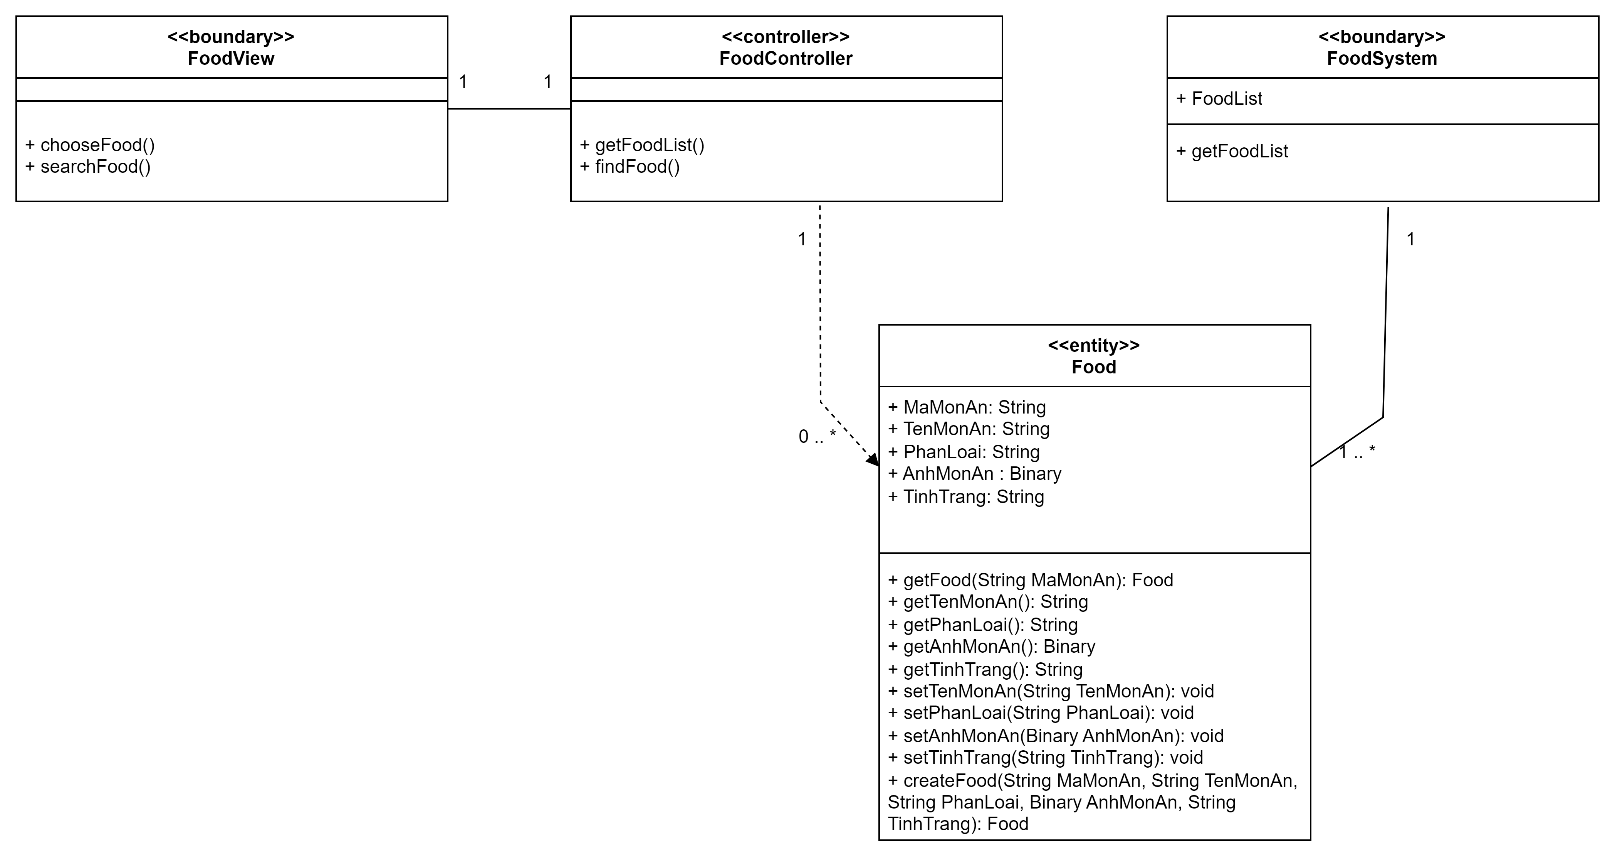 <<boundary>>
FoodView
+ chooseFood()
+ searchFood()
1
1
<<controller>>
FoodController
+ getFoodList()
+ findFood()
<<boundary>>
FoodSystem
+ FoodList
+ getFoodList
1
0 .. *
1
1 .. *
<<entity>>
Food
+ MaMonAn: String
+ TenMonAn: String
+ PhanLoai: String
+ AnhMonAn : Binary
+ TinhTrang: String
+ getFood(String MaMonAn): Food
+ getTenMonAn(): String
+ getPhanLoai(): String
+ getAnhMonAn(): Binary
+ getTinhTrang(): String
+ setTenMonAn(String TenMonAn): void
+ setPhanLoai(String PhanLoai): void
+ setAnhMonAn(Binary AnhMonAn): void
+ setTinhTrang(String TinhTrang): void
+ createFood(String MaMonAn, String TenMonAn,
String PhanLoai, Binary AnhMonAn, String
TinhTrang): Food